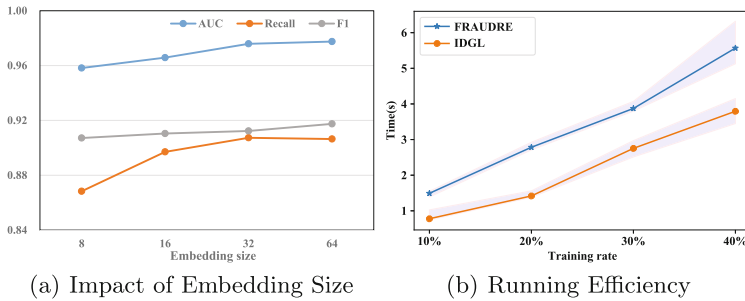 1.00
0.96
0.92
0.88
0.84
AUC Recall F1
8 16 32 64
Embedding size
(a) Impact of Embedding Size
FRAUDRE
IDGL
6
5
4
3
2
1
Time(s)
10% 20% 30% 40%
Training rate
(b) Running Efficiency